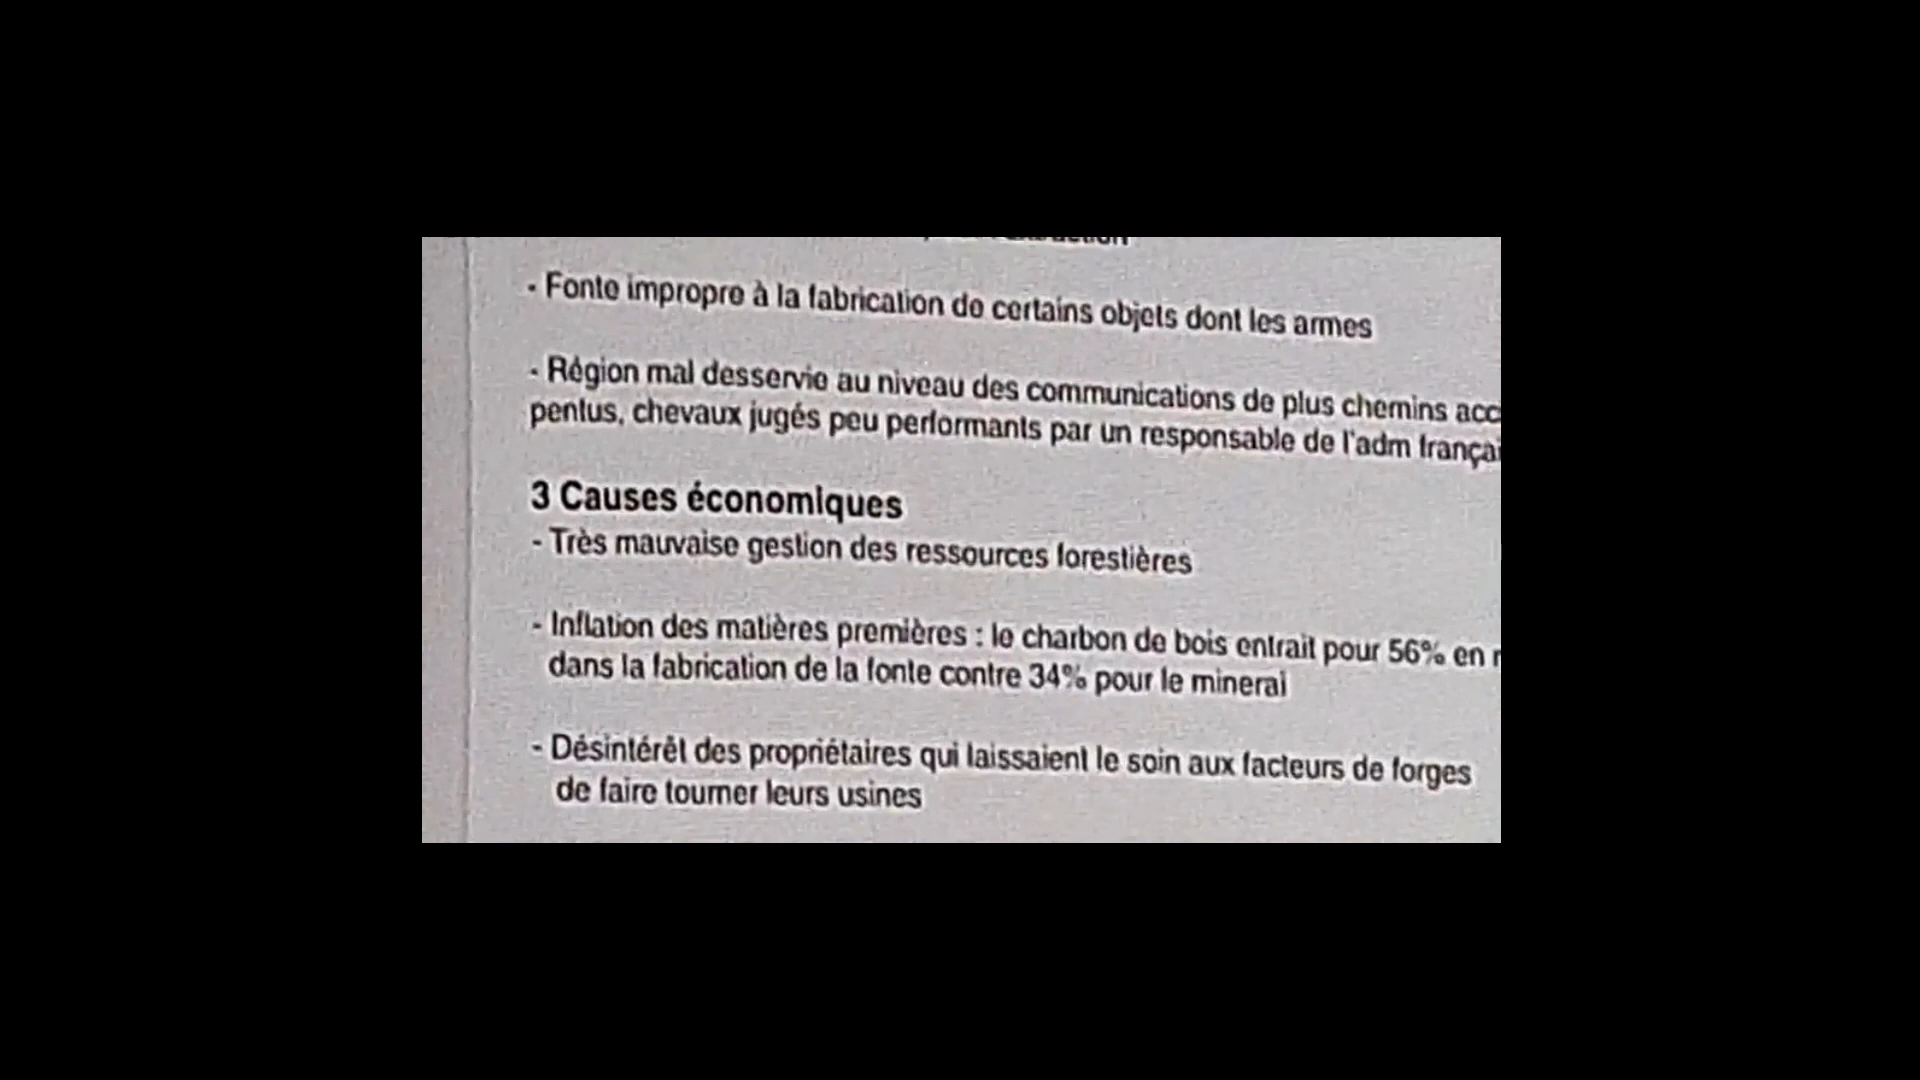 - Fonte impropre à la fabrication de certains objets dont les armes
- Région mal desservie au niveau des communications de plus chemins
pentus, chevaux jugés peu performants par un responsable de l'adm
3 Causes économiques
- Très mauvaise gestion des ressources forestières
- Inflation des matières premières : le charbon de bois entrait pour 56% en
dans la fabrication de la fonte contre 34% pour le minerai
- Désintérêt des propriétaires qui laissaient le soin aux facteurs de forges
de faire tourner leurs usines